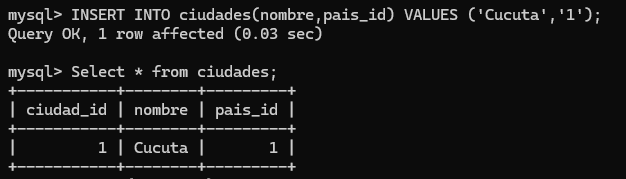 mysql> INSERT INTO ciudades(nombre,pais_id) VALUES ('Cucuta','1');
Query OK, 1 row affected (0.03 sec)
mysql> Select * from ciudades;
+-----------+--------+---------+
| ciudad_id | nombre | pais_id |
+-----------+--------+---------+
|         1 | Cucuta |       1 |
+-----------+--------+---------+